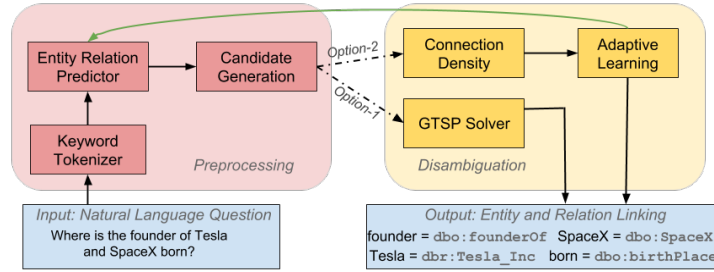 Entity Relation
Predictor
Candidate
Generation
Keyword
Tokenizer
Preprocessing
Option-2
Option-1
Connection
Density
Adaptive
Learning
GTSP Solver
Disambiguation
Input: Natural Language Question
Where is the founder of Tesla
and SpaceX born?
Output: Entity and Relation Linking
founder = dbo:founderOf SpaceX = dbo:SpaceX
Tesla = dbr:Tesla_Inc born = dbo:birthPlace